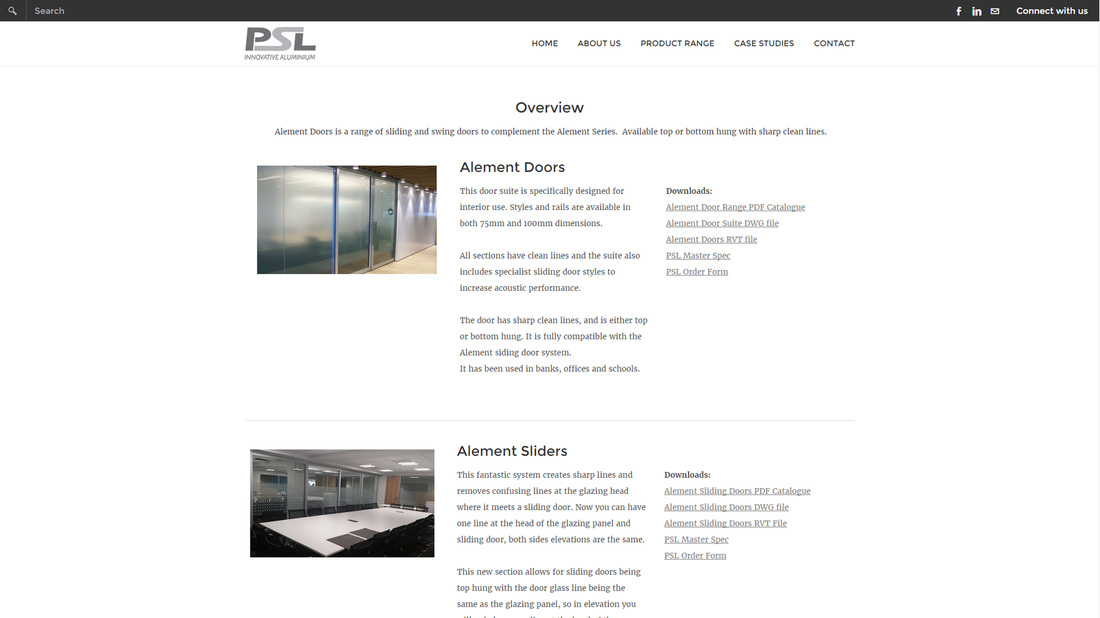 Search
Connect with us
PSL
INNOVATIVE ALUMINIUM
HOME ABOUT US PRODUCT RANGE CASE STUDIES CONTACT
Overview
Alement Doors is a range of sliding and swing doors to complement the Alement Series. Available top or bottom hung with sharp clean lines.
Alement Doors
This door suite is specifically designed for
interior use. Styles and rails are available in
both 75mm and 100mm dimensions.
All sections have clean lines and the suite also
includes specialist sliding door styles to
increase acoustic performance.
The door has sharp clean lines, and is either top
or bottom hung. It is fully compatible with the
Alement siding door system.
It has been used in banks, offices and schools.
Downloads:
Alement Door Range PDF Catalogue
Alement Door Suite DWG file
Alement Doors RVT file
PSL Master Spec
PSL Order Form
Alement Sliders
This fantastic system creates sharp lines and
removes confusing lines at the glazing head
where it meets a sliding door. Now you can have
one line at the head of the glazing panel and
sliding door, both sides elevations are the same.
This new section allows for sliding doors being
top hung with the door glass line being the
same as the glazing panel, so in elevation you
Downloads:
Alement Sliding Doors PDF Catalogue
Alement Sliding Doors DWG file
Alement Sliding Doors RVT File
PSL Master Spec
PSL Order Form